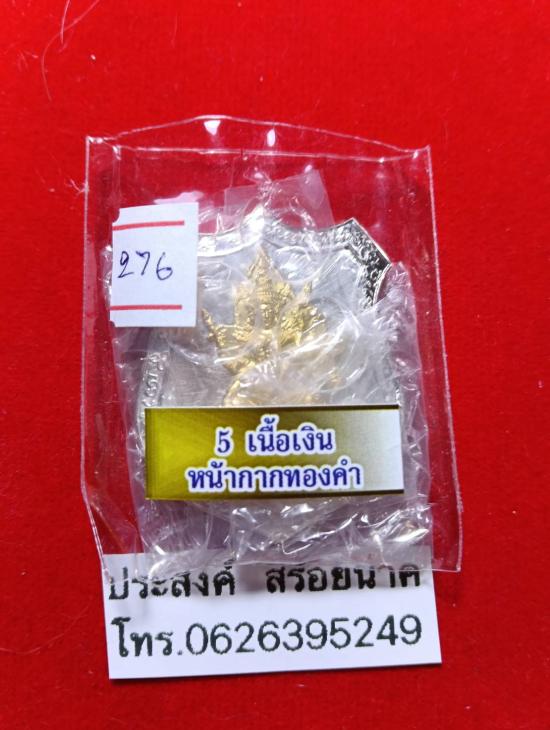 276
5 เนื้อเงิน
หน้ากากทองคำ
ประสงค์ สร้อยนาค
โทร.0626395249